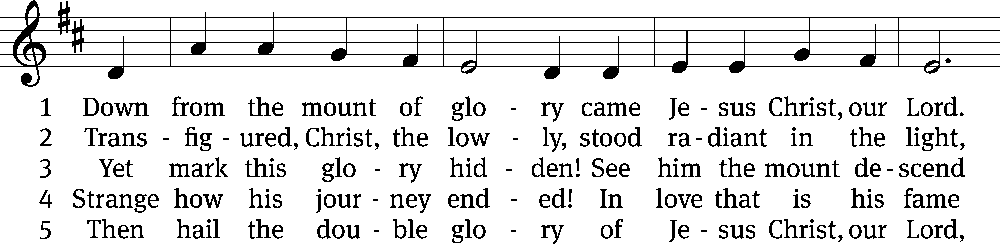 1 Down from the mount of glo - ry came Je - sus Christ, our Lord.
2 Trans - fig - ured, Christ, the low - ly, stood ra - diant in the light,
3 Yet mark this glo - ry hid - den! See him the mount de - scend
4 Strange how his jour - ney end - ed! In love that is his fame
5 Then hail the dou - ble glo - ry of Je - sus Christ, our Lord,